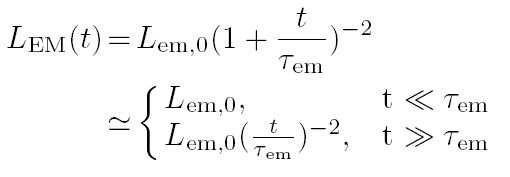 L_EM(t) = L_em,0(1 + t/τ_em)^−2
≃ { L_em,0, t ≪ τ_em
L_em,0(t/τ_em)^−2, t ≫ τ_em